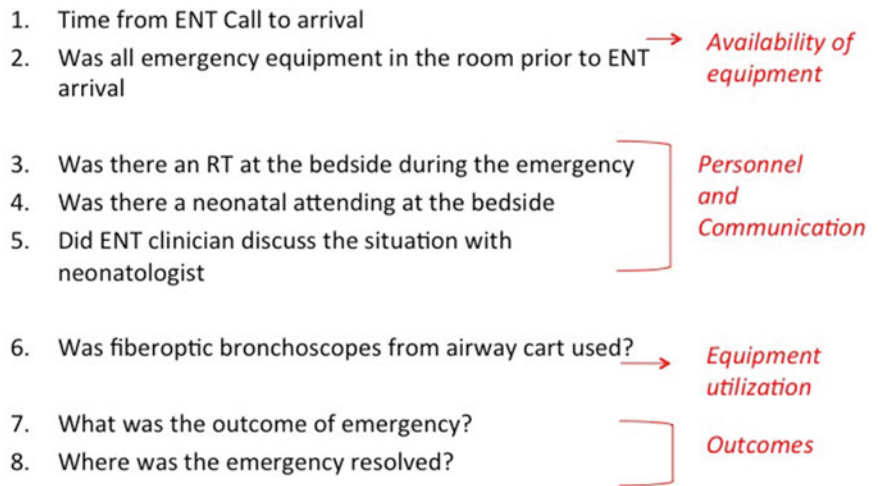 1. Time from ENT Call to arrival
2. Was all emergency equipment in the room prior to ENT
arrival
Availability of
equipment
3. Was there an RT at the bedside during the emergency
4. Was there a neonatal attending at the bedside
5. Did ENT clinician discuss the situation with
neonatologist
Personnel
and
Communication
6. Was fiberoptic bronchoscopes from airway cart used?
Equipment
utilization
7. What was the outcome of emergency?
8. Where was the emergency resolved?
Outcomes